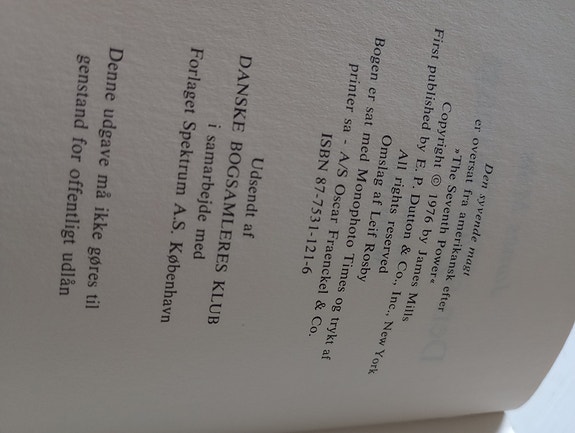 Den syvende magt
er oversat fra amerikansk efter
»The Seventh Power«
Copyright © 1976 by James Mills
First published by E. P. Dutton & Co., Inc., New York
All rights reserved
Omslag af Leif Rosby
Bogen er sat med Monophoto Times og trykt af
printer sa - A/S Oscar Fraenckel & Co.
ISBN 87-7531-121-6
Udsendt af
DANSKE BOGSAMLERES KLUB
i samarbejde med
Forlaget Spektrum A.S, København
Denne udgave må ikke gøres til
genstand for offentligt udlån